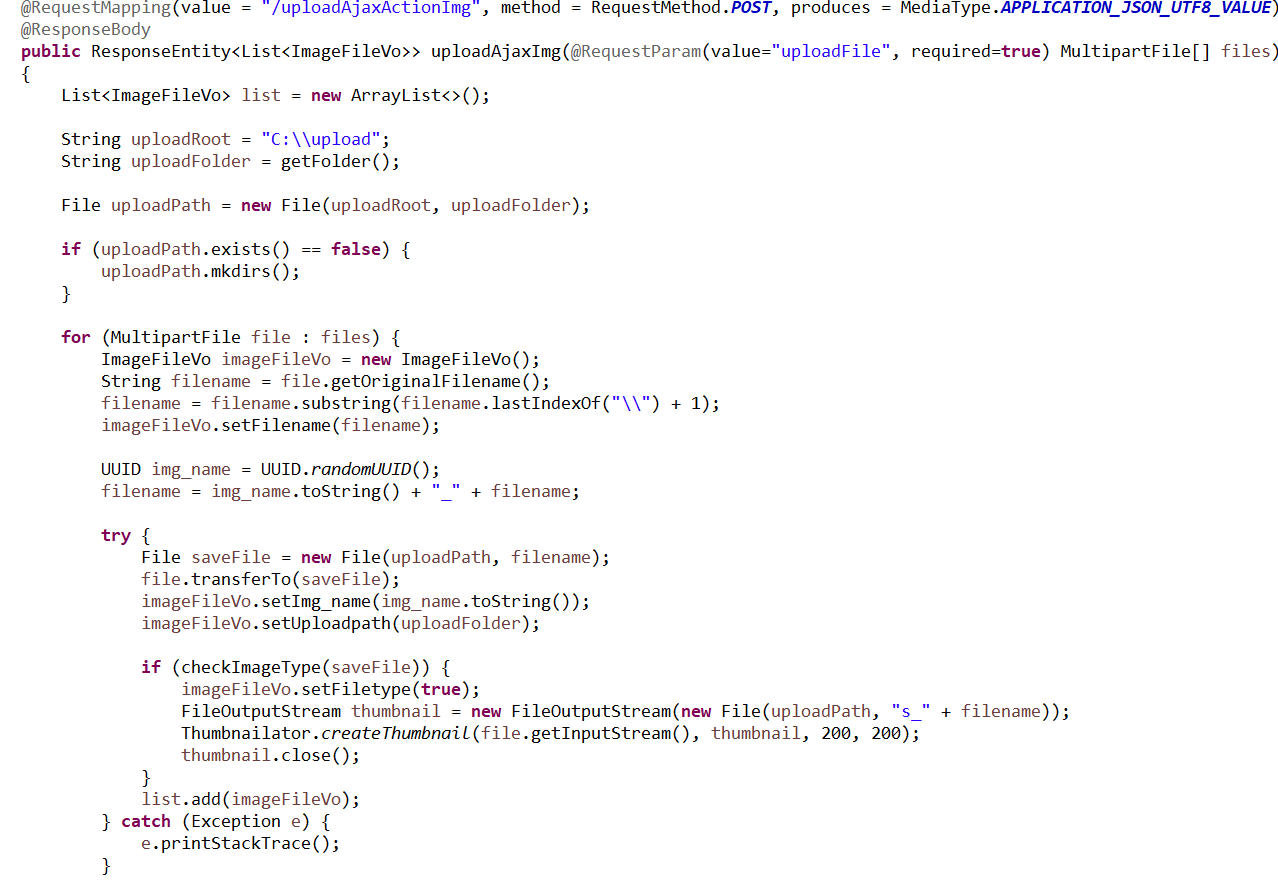 @RequestMapping(value = "/uploadAjaxActionImg", method = RequestMethod.POST, produces = MediaType.APPLICATION_JSON_UTF8_VALUE)
@ResponseBody
public ResponseEntity<List<ImageFileVo>> uploadAjaxImg(@RequestParam(value="uploadFile", required=true) MultipartFile[] files)
{
    List<ImageFileVo> list = new ArrayList<>();

    String uploadRoot = "C:\\upload";
    String uploadFolder = getFolder();

    File uploadPath = new File(uploadRoot, uploadFolder);

    if (uploadPath.exists() == false) {
        uploadPath.mkdirs();
    }

    for (MultipartFile file : files) {
        ImageFileVo imageFileVo = new ImageFileVo();
        String filename = file.getOriginalFilename();
        filename = filename.substring(filename.lastIndexOf("\\") + 1);
        imageFileVo.setFilename(filename);

        UUID img_name = UUID.randomUUID();
        filename = img_name.toString() + "_" + filename;

        try {
            File saveFile = new File(uploadPath, filename);
            file.transferTo(saveFile);
            imageFileVo.setImg_name(img_name.toString());
            imageFileVo.setUploadpath(uploadFolder);

            if (checkImageType(saveFile)) {
                imageFileVo.setFiletype(true);
                FileOutputStream thumbnail = new FileOutputStream(new File(uploadPath, "s_" + filename));
                Thumbnailator.createThumbnail(file.getInputStream(), thumbnail, 200, 200);
                thumbnail.close();
            }
            list.add(imageFileVo);
        } catch (Exception e) {
            e.printStackTrace();
        }